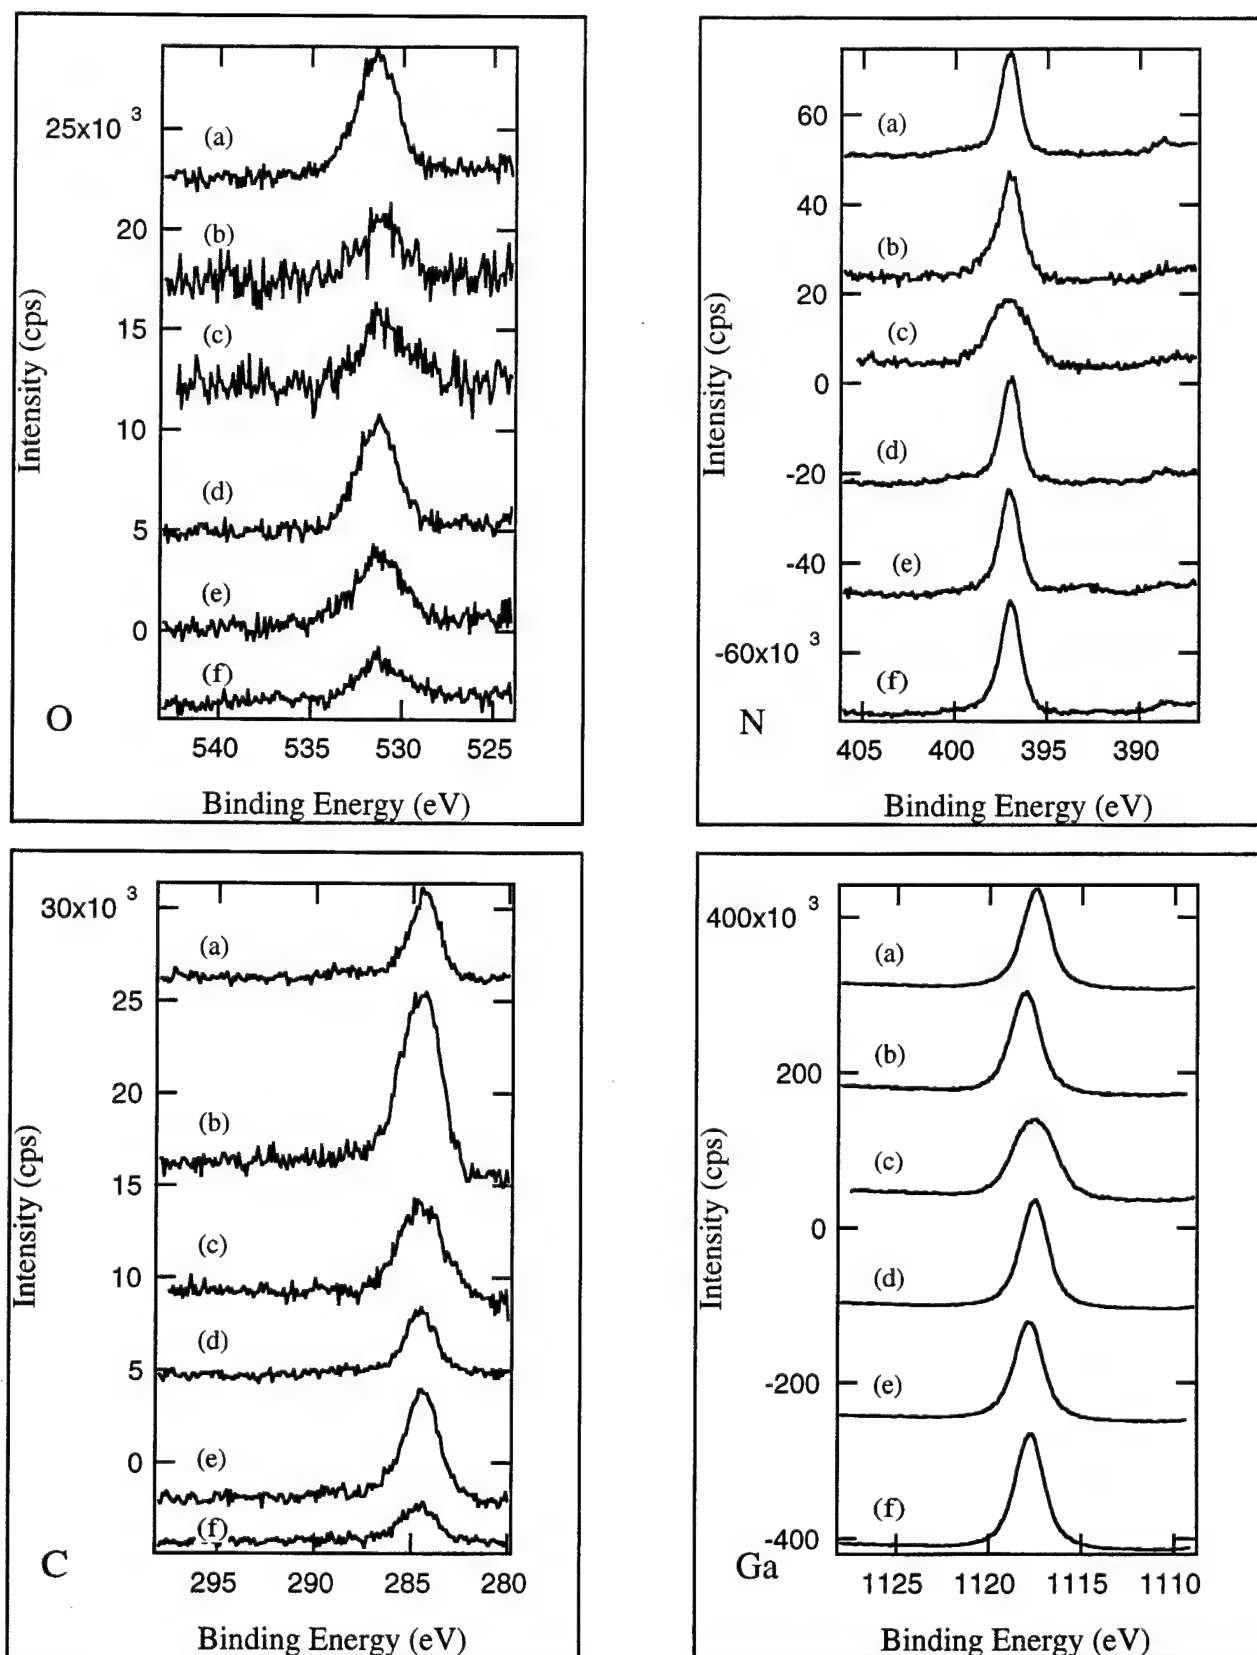 25x10 3
20
15
10
5
0
(a)
(b)
(c)
(d)
(e)
(f)
O
540 535 530 525
Binding Energy (eV)
Intensity (cps)
60
40
20
0
-20
-40
-60x10 3
(a)
(b)
(c)
(d)
(e)
(f)
N
405 400 395 390
Binding Energy (eV)
Intensity (cps)
30x10 3
25
20
15
10
5
0
(a)
(b)
(c)
(d)
(e)
(f)
C
295 290 285 280
Binding Energy (eV)
Intensity (cps)
400x10 3
200
0
-200
-400
(a)
(b)
(c)
(d)
(e)
(f)
Ga
1125 1120 1115 1110
Binding Energy (eV)
Intensity (cps)